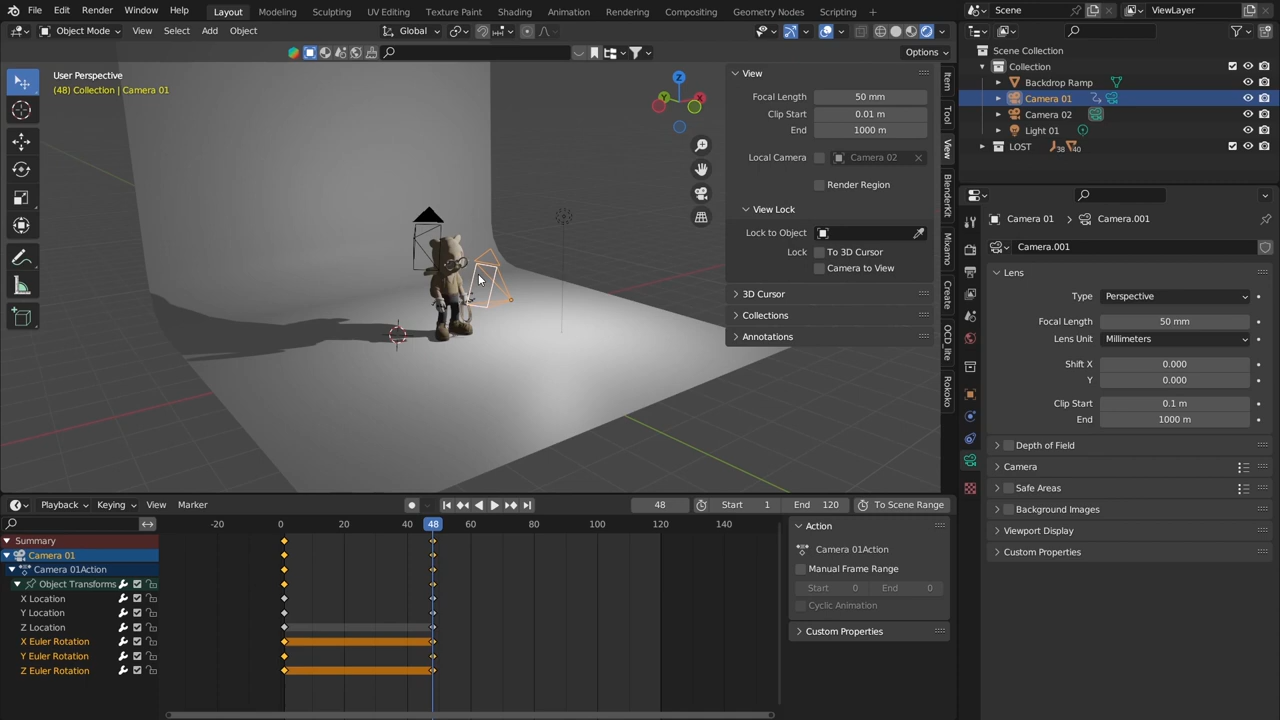 File Edit Render Window Help Layout Modeling Sculpting UV Editing Texture Paint Shading Animation Rendering Compositing Geometry Nodes Scripting + Scene ViewLayer
Object Mode View Select Add Object Global
Options
User Perspective
(48) Collection | Camera 01
Z
Y
X
View
Focal Length 50 mm
Clip Start 0.01 m
End 1000 m
Local Camera Camera 02
Render Region
View Lock
Lock to Object
Lock To 3D Cursor
Camera to View
3D Cursor
Collections
Annotations
Item
Tool
View
BlenderKit
Mixamo
Create
OCD_lite
Rokoko
Scene Collection
Collection
Backdrop Ramp
Camera 01
Camera 02
Light 01
LOST 38 40
Camera 01 Camera.001
Camera.001
Lens
Type Perspective
Focal Length 50 mm
Lens Unit Millimeters
Shift X 0.000
Y 0.000
Clip Start 0.1 m
End 1000 m
Depth of Field
Camera
Safe Areas
Background Images
Viewport Display
Custom Properties
Playback Keying View Marker 48 Start 1 End 120 To Scene Range
-20 0 20 40 48 60 80 100 120 140
Summary
Camera 01
Camera 01Action
Object Transforms
X Location
Y Location
Z Location
X Euler Rotation
Y Euler Rotation
Z Euler Rotation
Action
Camera 01Action
Manual Frame Range
Start 0 End 0
Cyclic Animation
Custom Properties